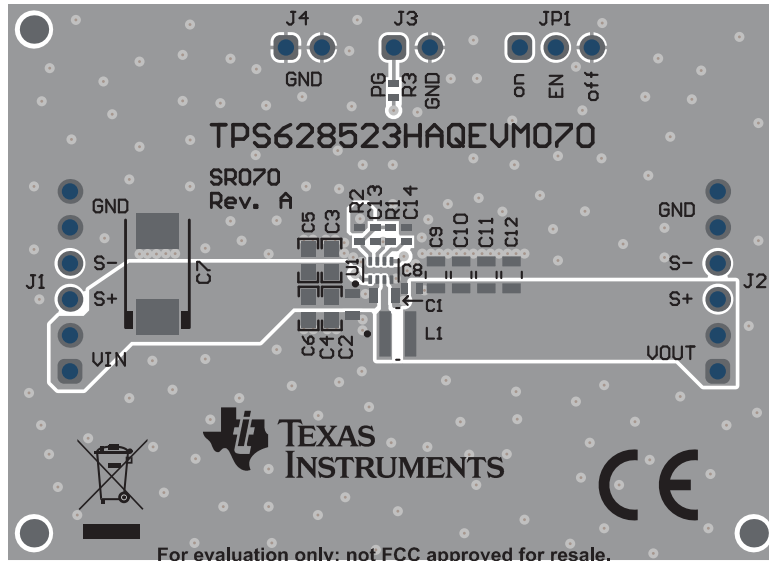 J4 J3 JP1
GND PG R3 GND on EN off
TPS628523HAQEVM070
SR070
Rev. A
GND C7 S- J1 S+ VIN
C5 C3 R2 C13 R1 C14
U1 C8 C9 C10 C11 C12
C1 L1
C6 C4 C2
GND S- J2 S+ VOUT
TEXAS
INSTRUMENTS
CE
For evaluation only; not FCC approved for resale.